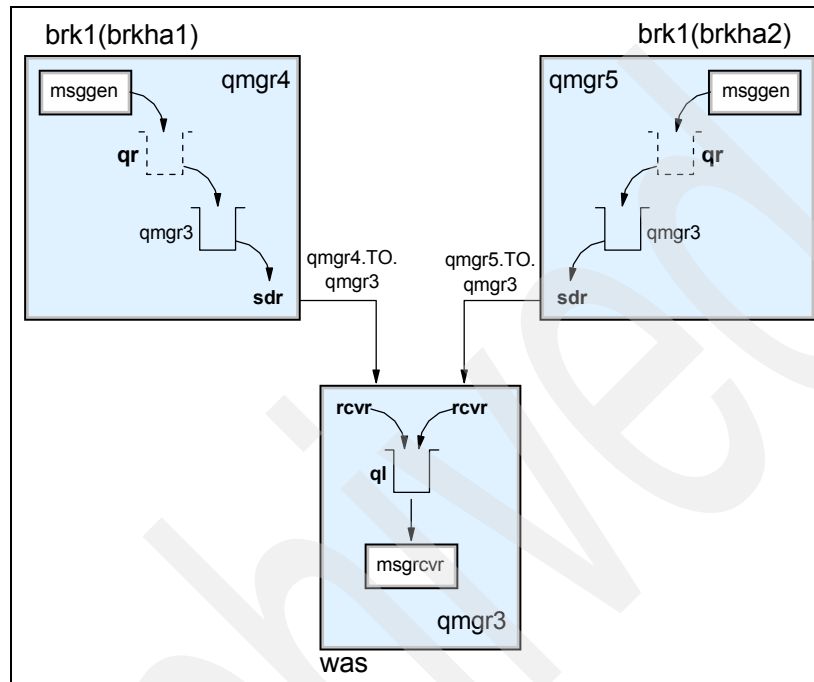 brk1(brkha1)
brk1(brkha2)
msggen
qmgr4
qr
qmgr3
sdr
qmgr5
msggen
qr
qmgr3
sdr
qmgr4.TO.
qmgr3
qmgr5.TO.
qmgr3
rcvr
rcvr
ql
msgrcvr
qmgr3
was